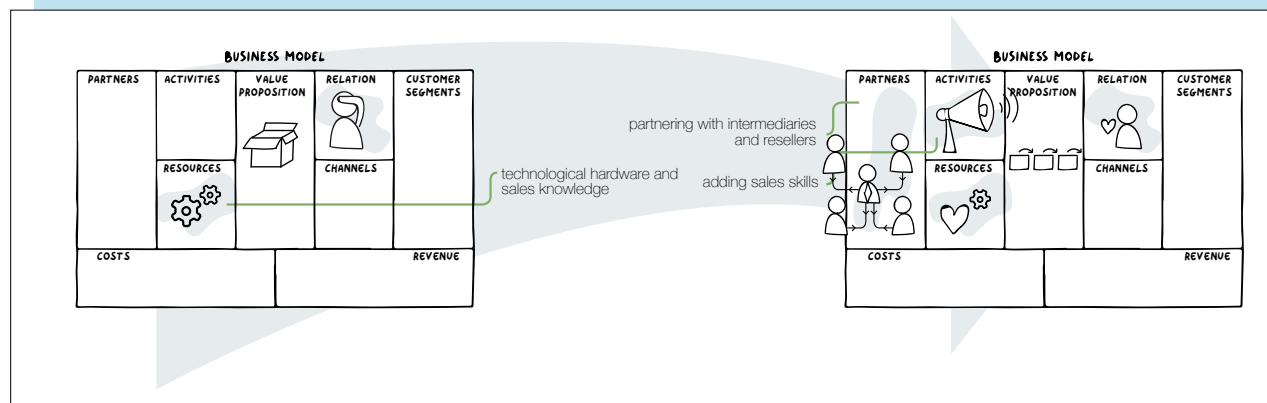 BUSINESS MODEL
PARTNERS
ACTIVITIES
VALUE
PROPOSITION
RELATION
CUSTOMER
SEGMENTS
RESOURCES
CHANNELS
technological hardware and
sales knowledge
COSTS
REVENUE
BUSINESS MODEL
PARTNERS
ACTIVITIES
VALUE
PROPOSITION
RELATION
CUSTOMER
SEGMENTS
partnering with intermediaries
and resellers
RESOURCES
CHANNELS
adding sales skills
COSTS
REVENUE